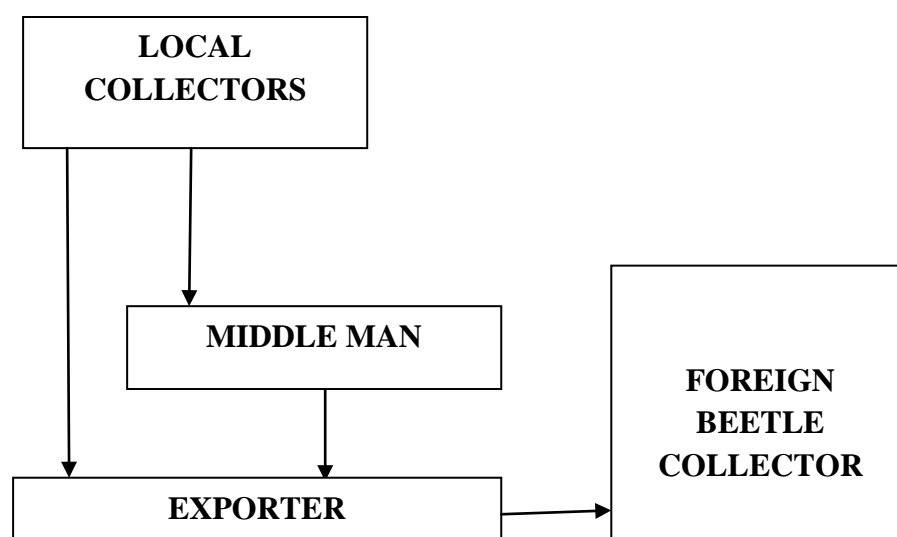 LOCAL
COLLECTORS
MIDDLE MAN
FOREIGN
BEETLE
COLLECTOR
EXPORTER